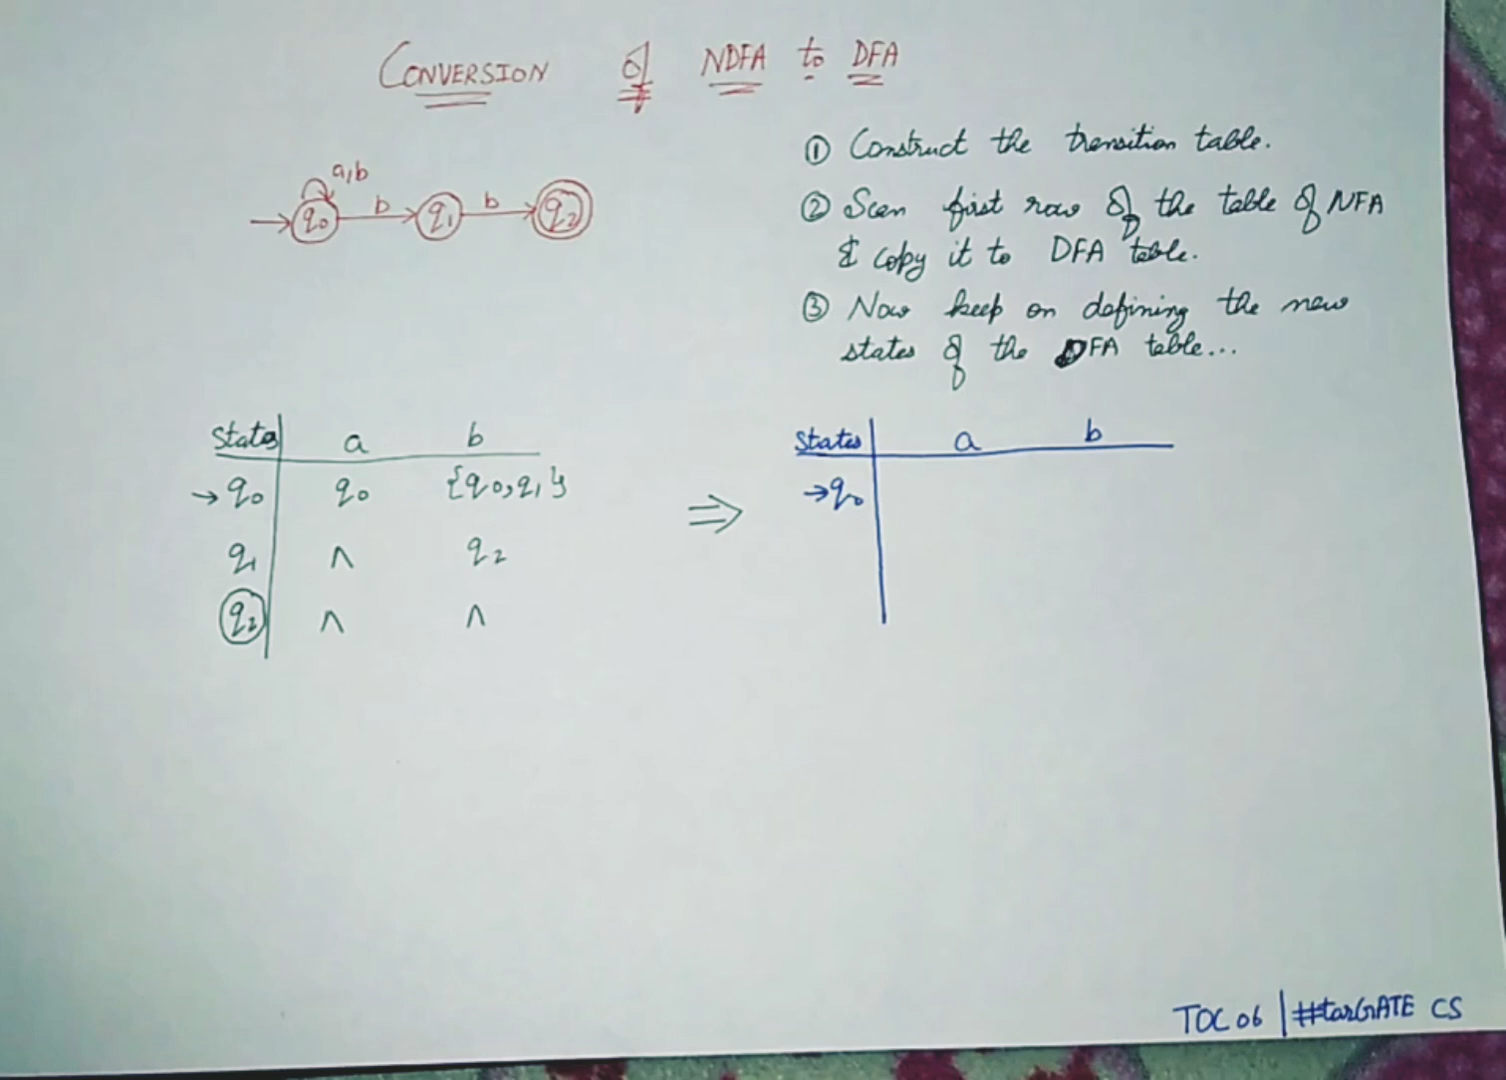 CONVERSION of NDFA to DFA
a,b
q0 b q1 b q2
① Construct the transition table.
② Scan first row of the table of NFA
& copy it to DFA table.
③ Now keep on defining the new
states of the DFA table...
States a b
→q0 q0 {q0,q1}
q1 ∧ q2
q2 ∧ ∧
⇒
States a b
→q0
TOC 06 | #tarGATE CS